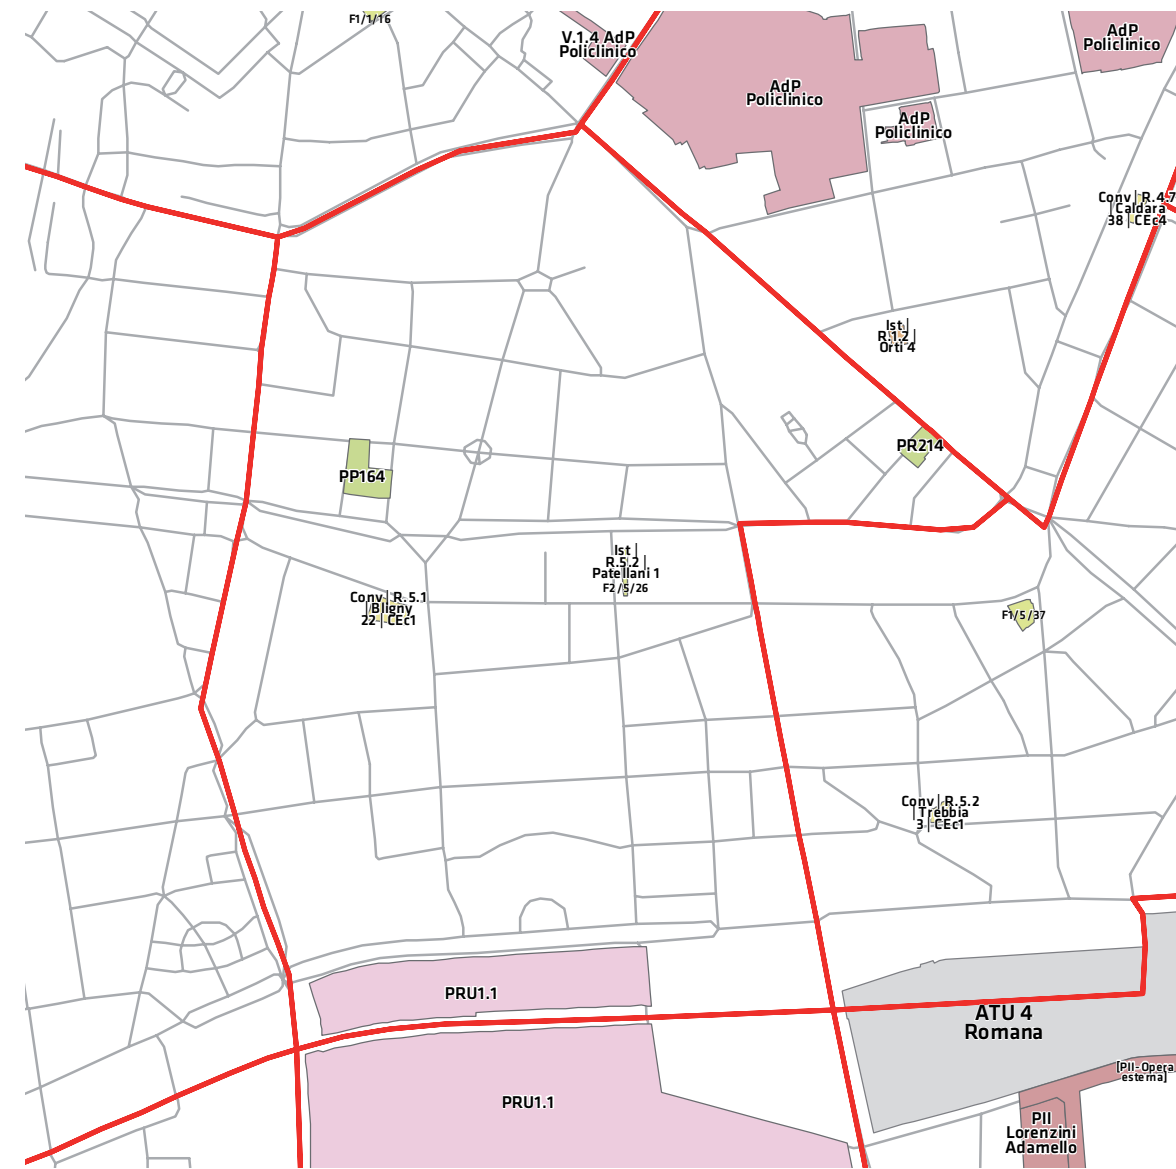 F1/1/16
V.1.4 AdP
Policlinico
AdP
Policlinico
AdP
Policlinico
AdP
Policlinico
Conv | R.4.7
| Caldara
38 | CEc4
Ist |
R.1.2 |
Orti 4
PR214
PP164
Ist |
R.5.2 |
Patellani 1
F2/5/26
Conv | R.5.1
| Bligny
22 | CEc1
F1/5/37
Conv | R.5.2
| Trebbia
3 | CEc1
PRU1.1
ATU 4
Romana
[PII-Opera
esterna]
PRU1.1
PII
Lorenzini
Adamello